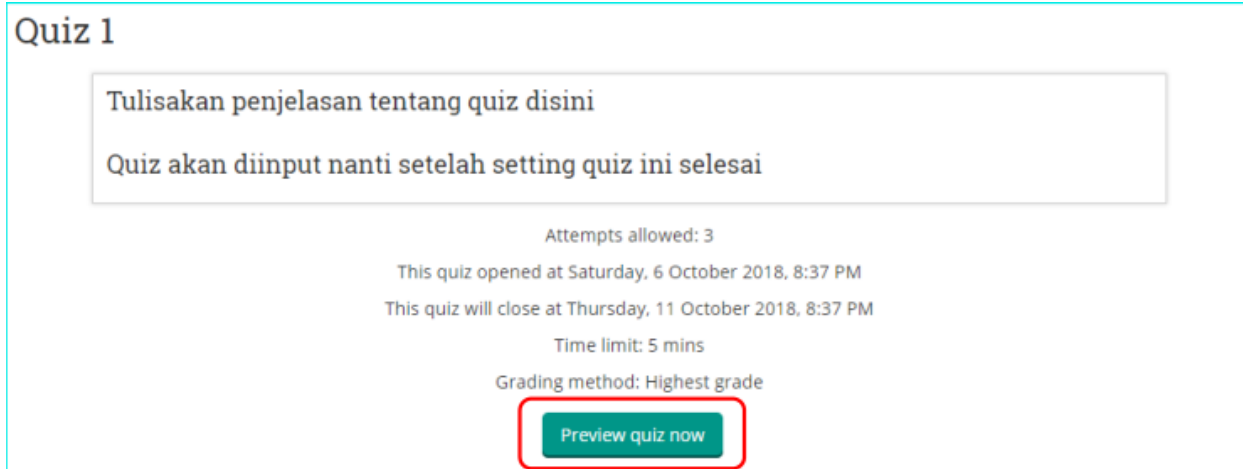 Quiz 1
Tulisakan penjelasan tentang quiz disini
Quiz akan diinput nanti setelah setting quiz ini selesai
Attempts allowed: 3
This quiz opened at Saturday, 6 October 2018, 8:37 PM
This quiz will close at Thursday, 11 October 2018, 8:37 PM
Time limit: 5 mins
Grading method: Highest grade
Preview quiz now